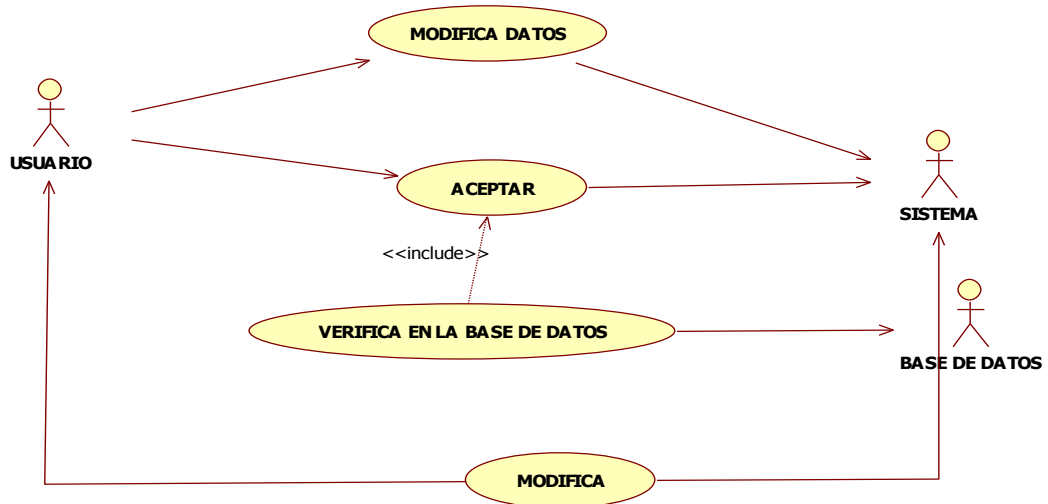 MODIFICA DATOS
USUARIO
ACEPTAR
SISTEMA
<<include>>
VERIFICA EN LA BASE DE DATOS
BASE DE DATOS
MODIFICA